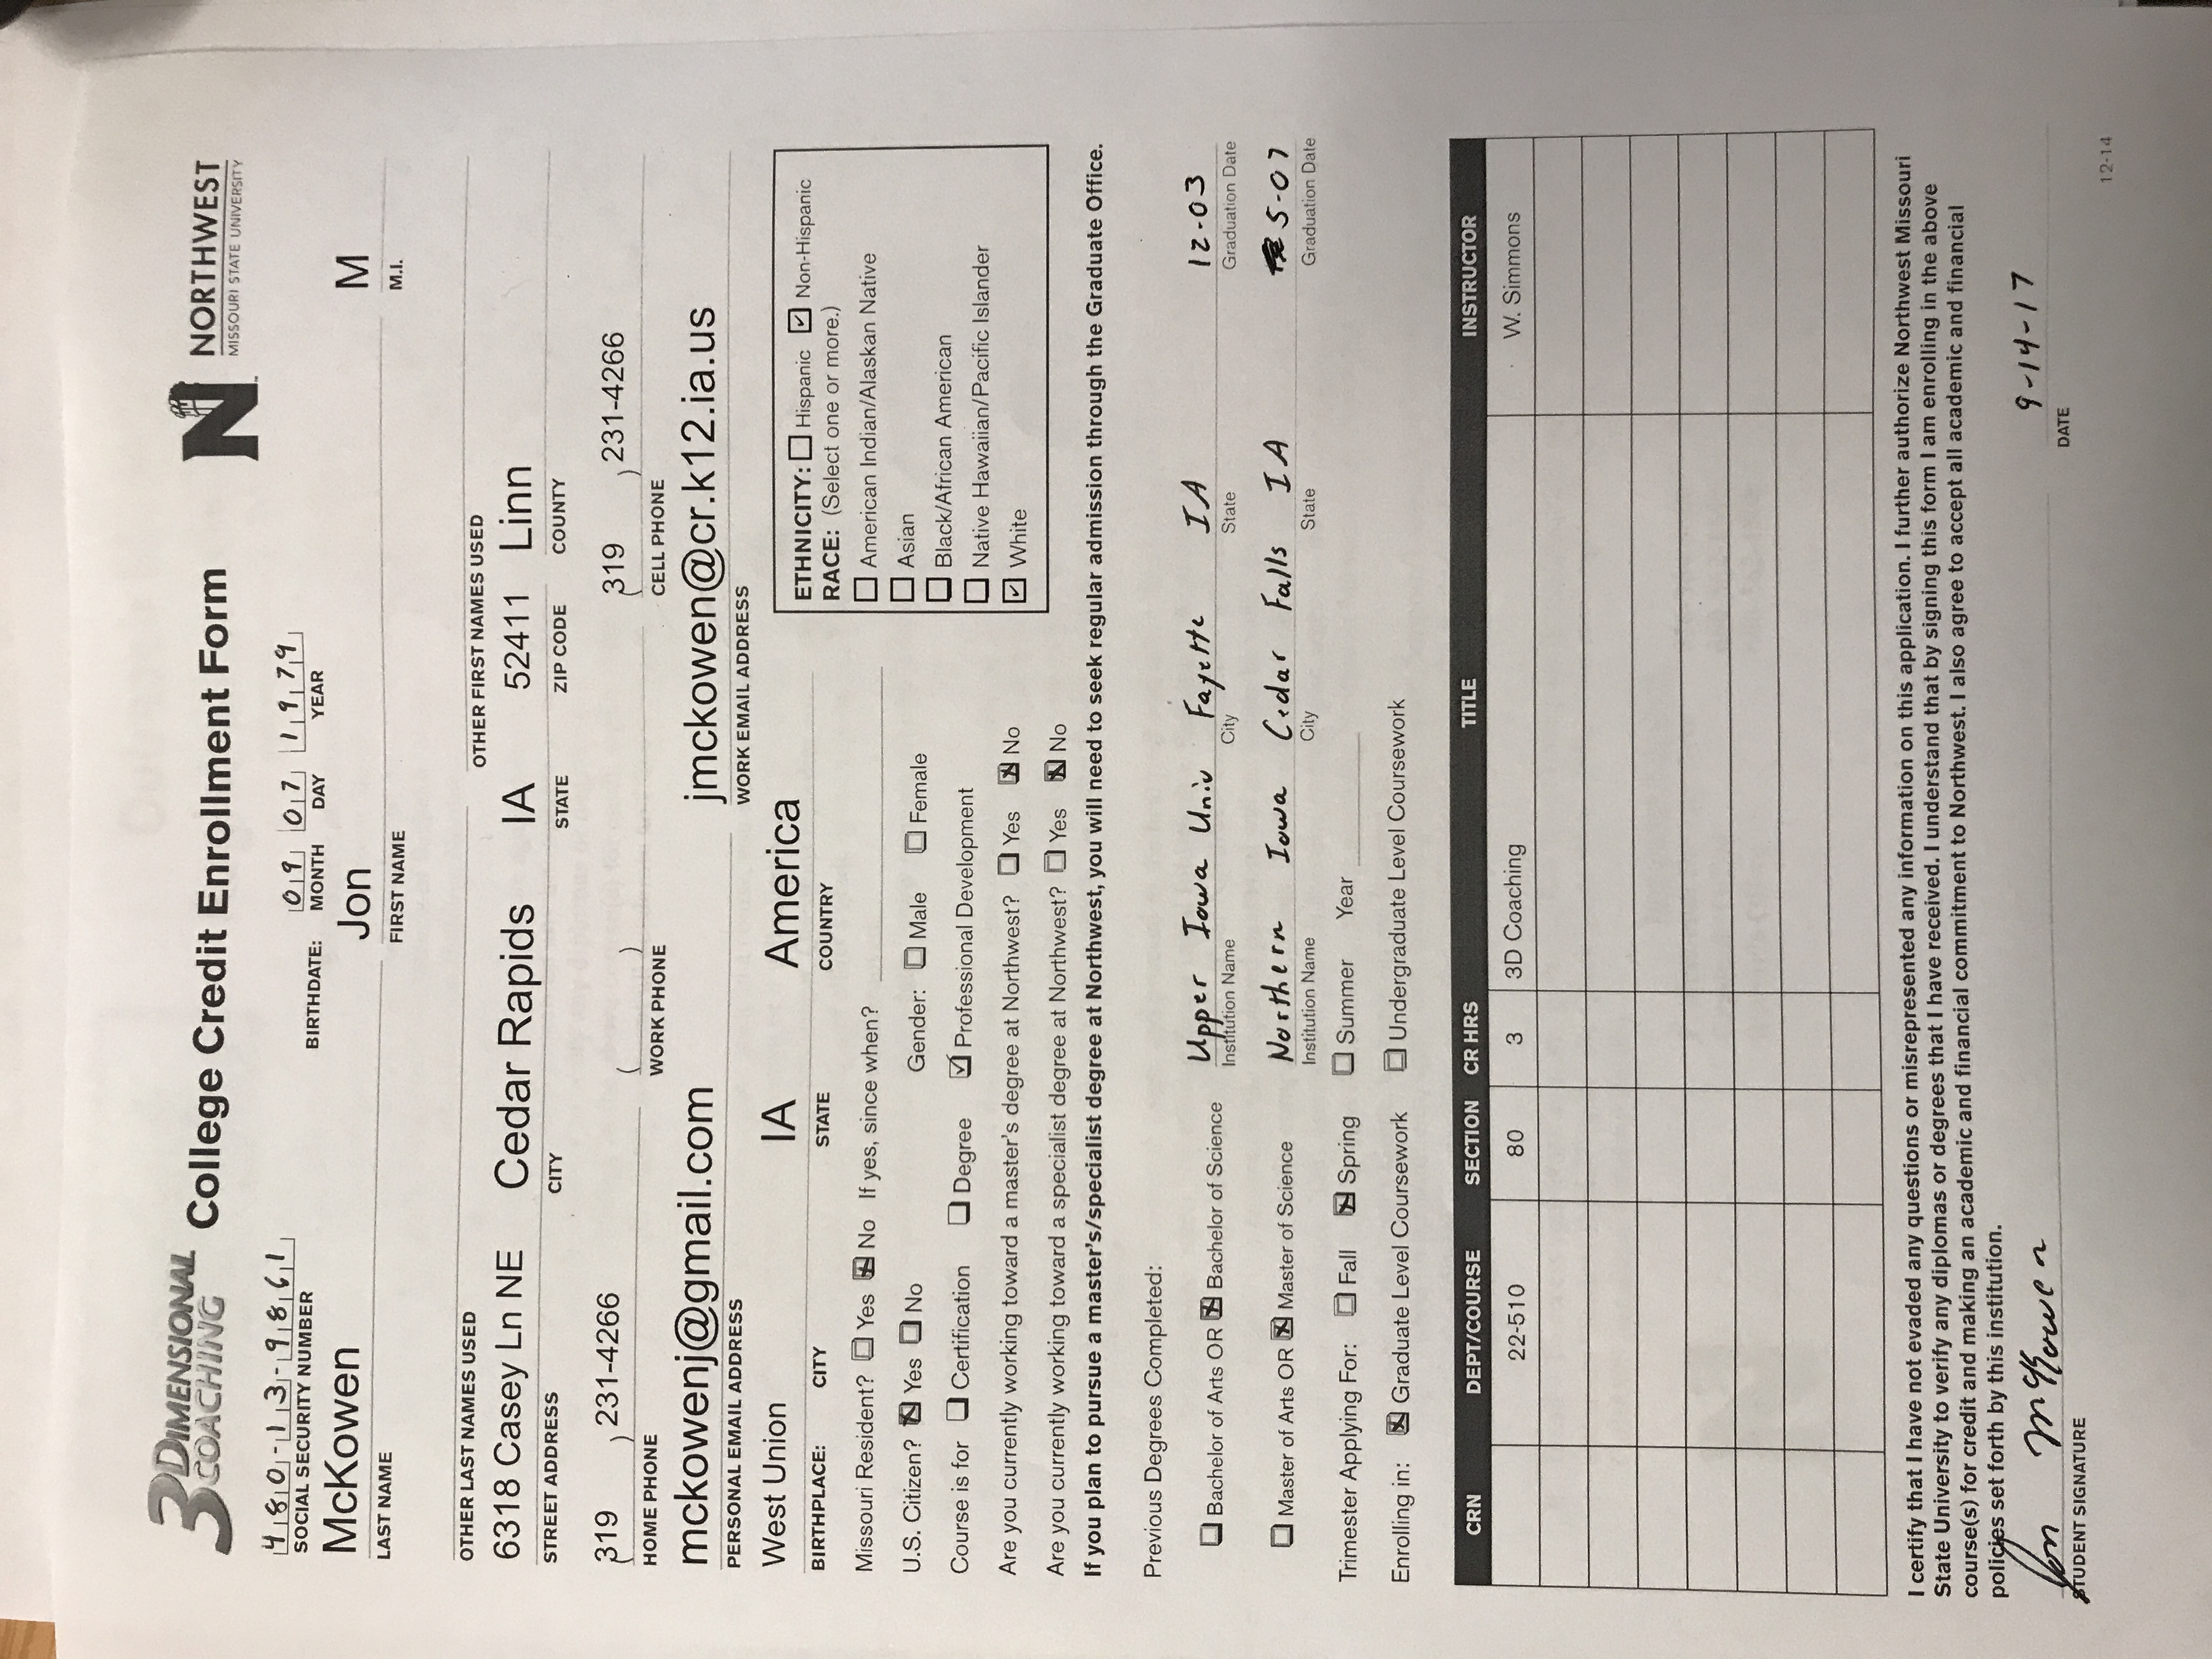 3 DIMENSIONAL COACHING College Credit Enrollment Form N NORTHWEST
MISSOURI STATE UNIVERSITY
480-13-9861 09 07 1979
SOCIAL SECURITY NUMBER BIRTHDATE: MONTH DAY YEAR
McKowen Jon M
LAST NAME FIRST NAME M.I.
OTHER LAST NAMES USED OTHER FIRST NAMES USED
6318 Casey Ln NE Cedar Rapids IA 52411 Linn
STREET ADDRESS CITY STATE ZIP CODE COUNTY
(319) 231-4266 ( ) (319) 231-4266
HOME PHONE WORK PHONE CELL PHONE
mckowenj@gmail.com jmckowen@cr.k12.ia.us
PERSONAL EMAIL ADDRESS WORK EMAIL ADDRESS
West Union IA America
BIRTHPLACE: CITY STATE COUNTRY
ETHNICITY: Hispanic Non-Hispanic
RACE: (Select one or more.)
American Indian/Alaskan Native
Asian
Black/African American
Native Hawaiian/Pacific Islander
White
Missouri Resident? Yes No If yes, since when?
U.S. Citizen? Yes No Gender: Male Female
Course is for Certification Degree Professional Development
Are you currently working toward a master's degree at Northwest? Yes No
Are you currently working toward a specialist degree at Northwest? Yes No
If you plan to pursue a master's/specialist degree at Northwest, you will need to seek regular admission through the Graduate Office.
Previous Degrees Completed:
Bachelor of Arts OR Bachelor of Science Upper Iowa Univ Fayette IA 12-03
Institution Name City State Graduation Date
Master of Arts OR Master of Science Northern Iowa Cedar Falls IA 5-07
Institution Name City State Graduation Date
Trimester Applying For: Fall Spring Summer Year
Enrolling in: Graduate Level Coursework Undergraduate Level Coursework
CRN DEPT/COURSE SECTION CR HRS TITLE INSTRUCTOR
22-510 80 3 3D Coaching W. Simmons
I certify that I have not evaded any questions or misrepresented any information on this application. I further authorize Northwest Missouri
State University to verify any diplomas or degrees that I have received. I understand that by signing this form I am enrolling in the above
course(s) for credit and making an academic and financial commitment to Northwest. I also agree to accept all academic and financial
policies set forth by this institution.
Jon McKowen 9-14-17
STUDENT SIGNATURE DATE
12-14